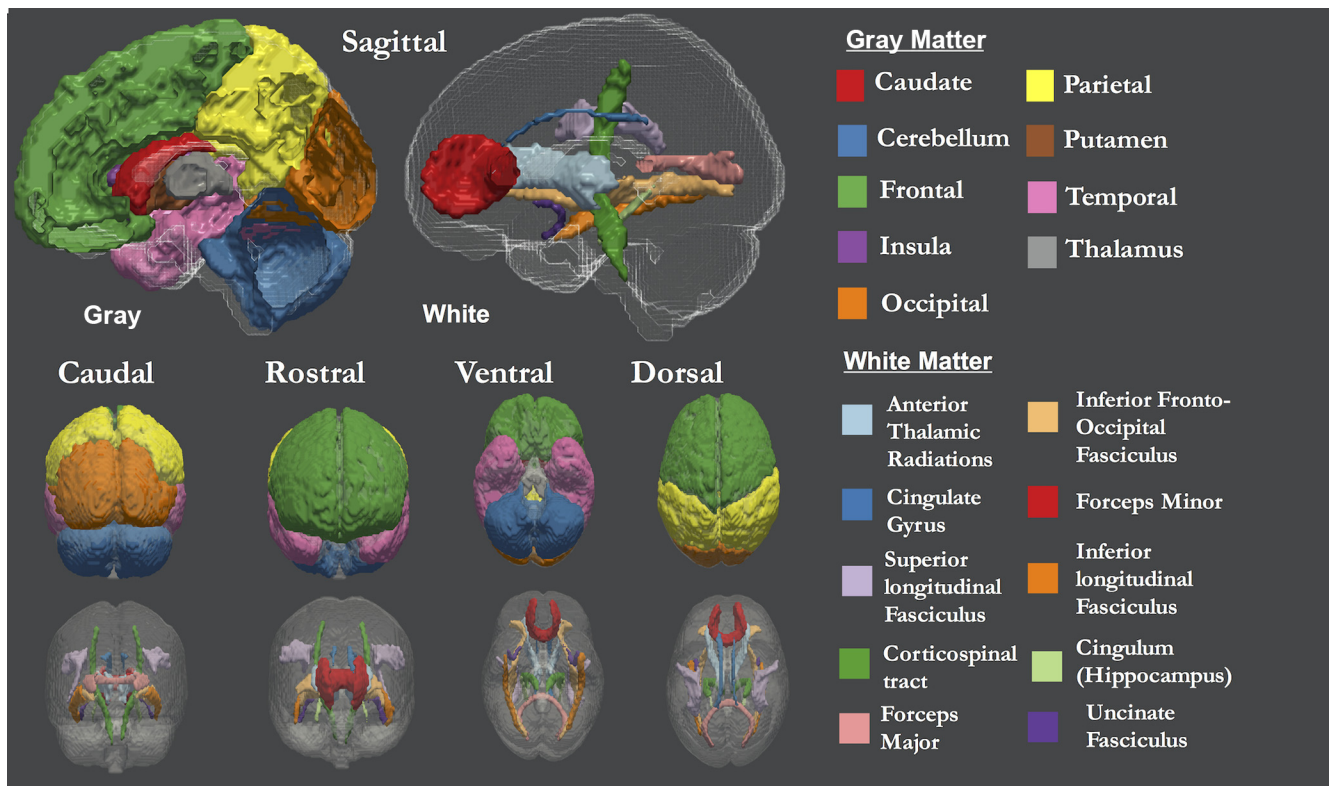 Sagittal
Gray
White
Caudal
Rostral
Ventral
Dorsal
Gray Matter
Caudate
Parietal
Cerebellum
Putamen
Frontal
Temporal
Insula
Thalamus
Occipital
White Matter
Anterior
Thalamic
Radiations
Inferior Fronto-
Occipital
Fasciculus
Cingulate
Gyrus
Forceps Minor
Superior
longitudinal
Fasciculus
Inferior
longitudinal
Fasciculus
Corticospinal
tract
Cingulum
(Hippocampus)
Forceps
Major
Uncinate
Fasciculus